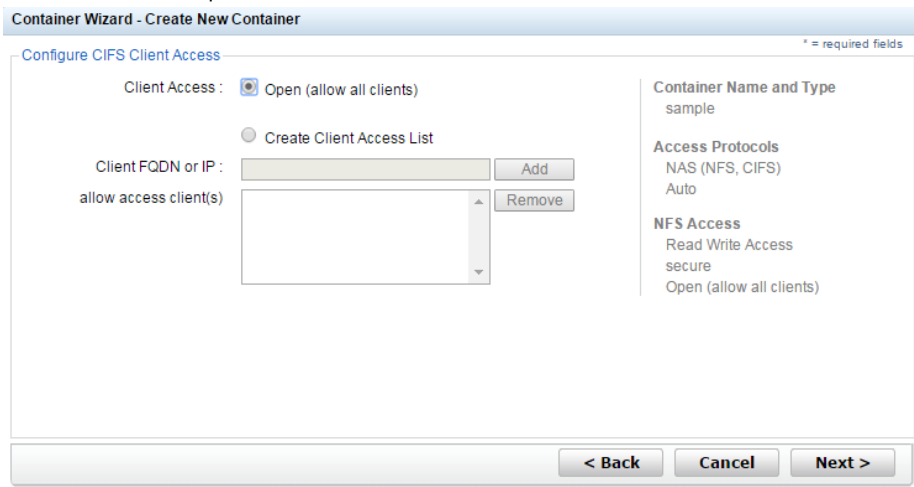 Container Wizard - Create New Container
* = required fields
Configure CIFS Client Access
Client Access :
Open (allow all clients)
Create Client Access List
Client FQDN or IP :
Add
allow access client(s)
Remove
Container Name and Type
sample
Access Protocols
NAS (NFS, CIFS)
Auto
NFS Access
Read Write Access
secure
Open (allow all clients)
< Back
Cancel
Next >